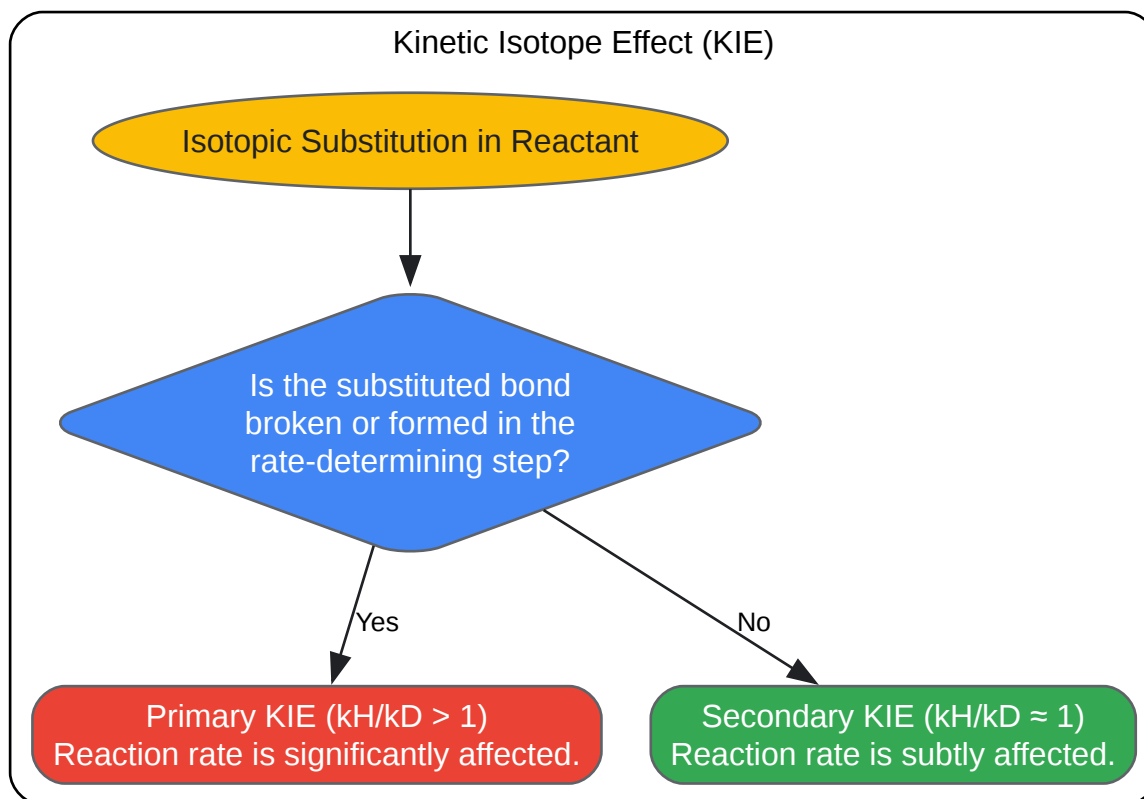 Kinetic Isotope Effect (KIE)
Isotopic Substitution in Reactant
Is the substituted bond
broken or formed in the
rate-determining step?
Yes
No
Primary KIE (kH/kD > 1)
Reaction rate is significantly affected.
Secondary KIE (kH/kD ≈ 1)
Reaction rate is subtly affected.